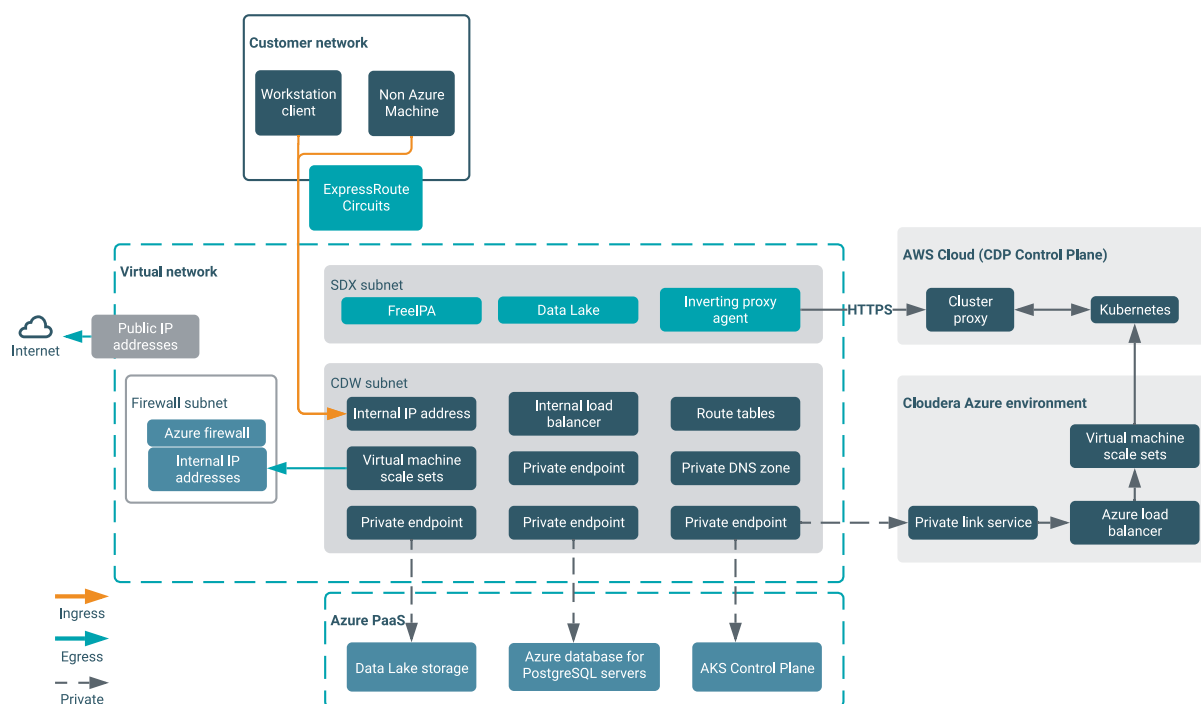 Customer network
Workstation
client
Non Azure
Machine
ExpressRoute
Circuits
Virtual network
SDX subnet
FreeIPA
Data Lake
Inverting proxy
agent
HTTPS
AWS Cloud (CDP Control Plane)
Cluster
proxy
Kubernetes
Internet
Public IP
addresses
Firewall subnet
Azure firewall
Internal IP
addresses
CDW subnet
Internal IP address
Internal load
balancer
Route tables
Virtual machine
scale sets
Private endpoint
Private DNS zone
Private endpoint
Private endpoint
Private endpoint
Cloudera Azure environment
Virtual machine
scale sets
Private link service
Azure load
balancer
Ingress
Egress
Private
Azure PaaS
Data Lake storage
Azure database for
PostgreSQL servers
AKS Control Plane